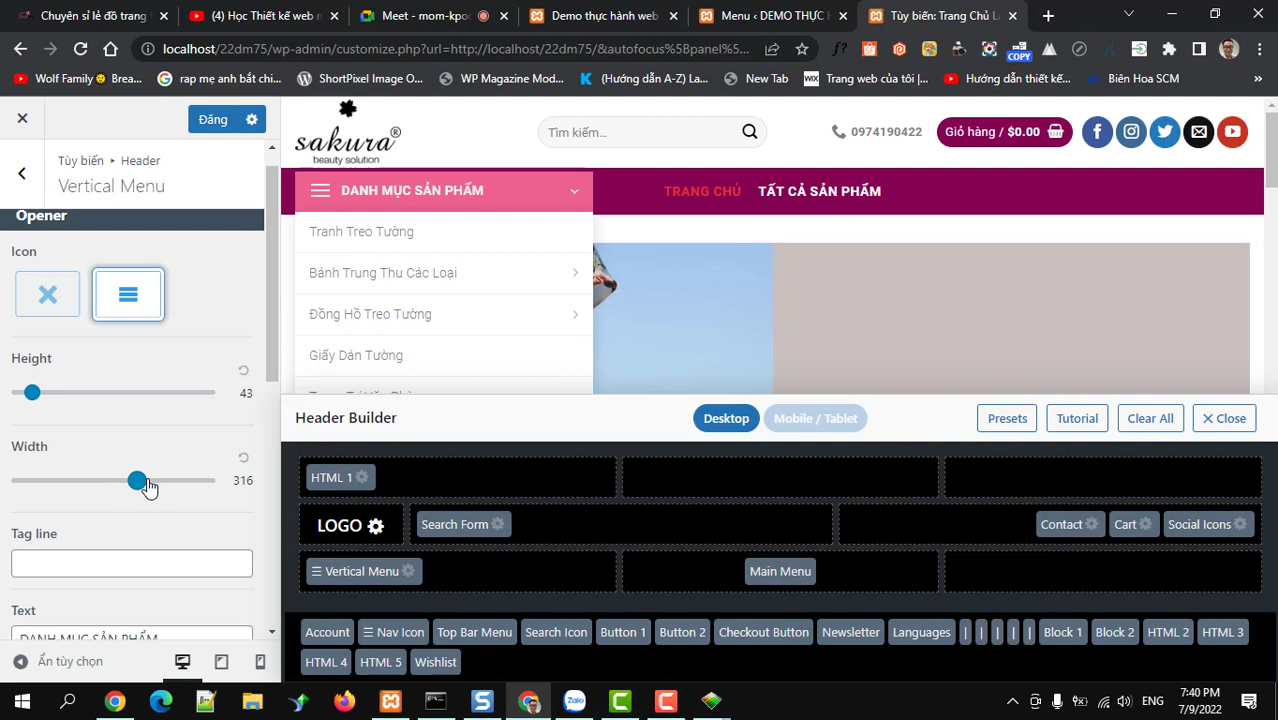 Chuyên sỉ lẻ đồ trang
(4) Học Thiết kế web n
Meet - mom-kpoc
Demo thực hành web
Menu ‹ DEMO THỰC H
Tùy biến: Trang Chủ L
localhost/22dm75/wp-admin/customize.php?url=http://localhost/22dm75/&autofocus%5Bpanel%5...
COPY
Wolf Family Brea...
rap mẹ anh bắt chi...
ShortPixel Image O...
WP Magazine Mod...
(Hướng dẫn A-Z) La...
New Tab
Trang web của tôi |...
Hướng dẫn thiết kế...
Biên Hoa SCM
»
Đăng
Tùy biến ▸ Header
Vertical Menu
Opener
Icon
Height
43
Width
316
Tag line
Text
DANH MỤC SẢN PHẨM
Ẩn tùy chọn
sakura®
beauty solution
Tìm kiếm...
0974190422
Giỏ hàng / $0.00
DANH MỤC SẢN PHẨM
TRANG CHỦ
TẤT CẢ SẢN PHẨM
Tranh Treo Tường
Bánh Trung Thu Các Loại
Đồng Hồ Treo Tường
Giấy Dán Tường
Header Builder
Desktop
Mobile / Tablet
Presets
Tutorial
Clear All
Close
HTML 1
LOGO
Search Form
Contact
Cart
Social Icons
Vertical Menu
Main Menu
Account
Nav Icon
Top Bar Menu
Search Icon
Button 1
Button 2
Checkout Button
Newsletter
Languages
|
|
|
|
|
Block 1
Block 2
HTML 2
HTML 3
HTML 4
HTML 5
Wishlist
ENG
7:40 PM
7/9/2022